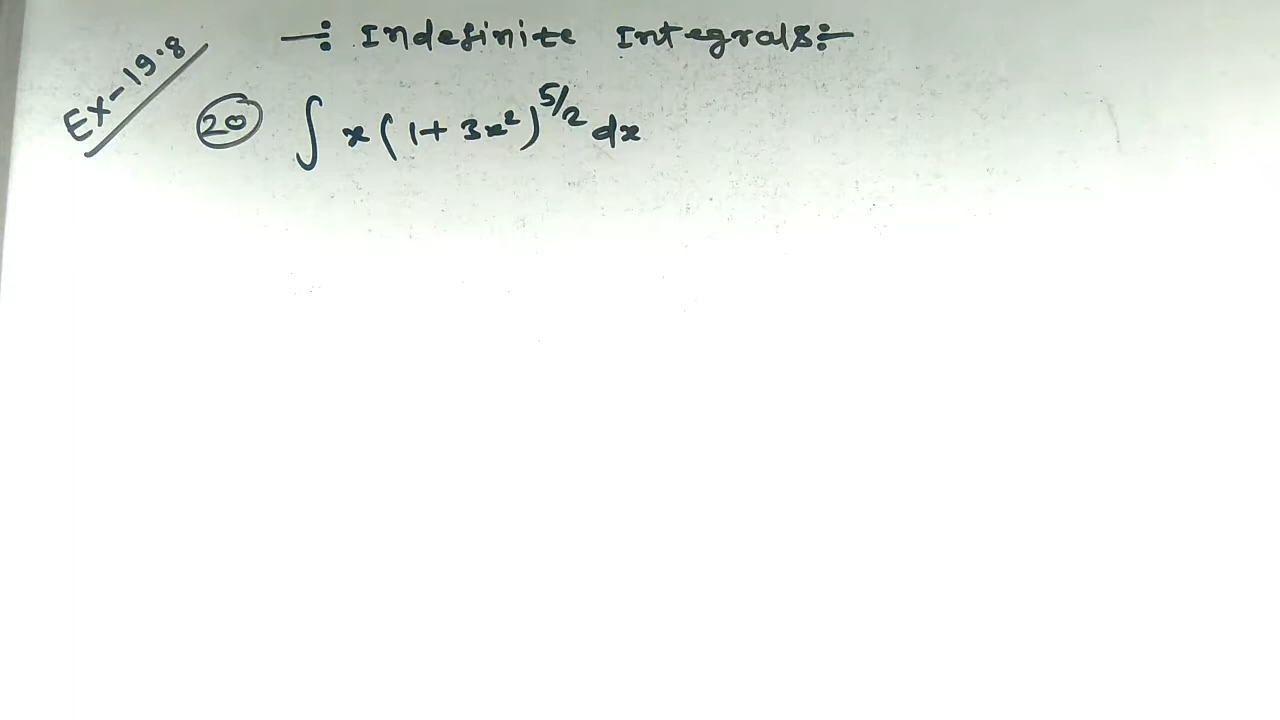 Ex-19.8
-: Indefinite Integrals:-
20 ∫ x(1+3x²)^5/2 dx